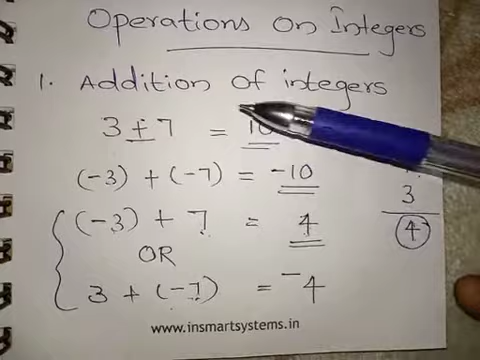 Operations on Integers
1. Addition of integers
3 + 7 = 10
(-3) + (-7) = -10
(-3) + 7 = 4
OR
3 + (-7) = -4
3
4
www.insmartsystems.in